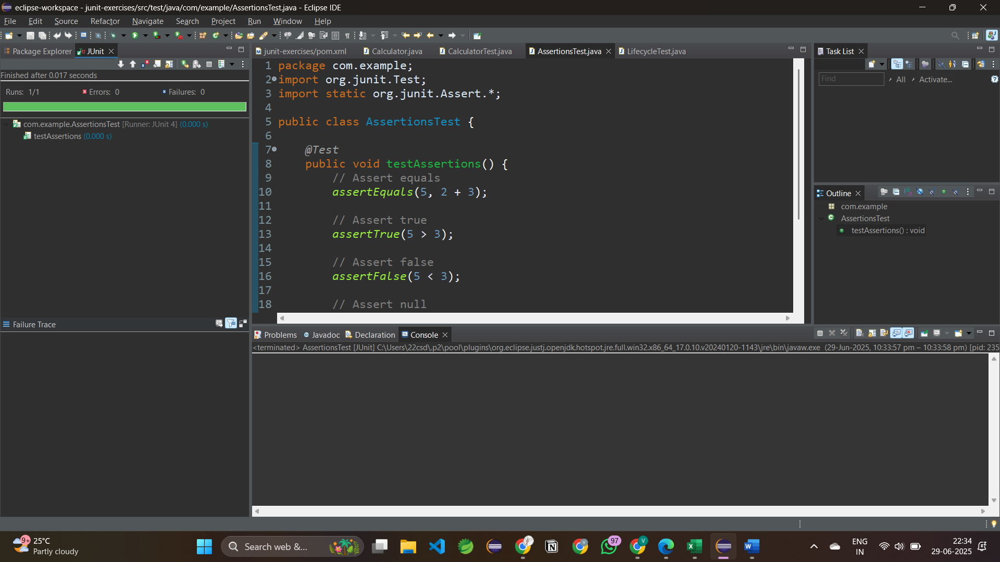 eclipse-workspace - junit-exercises/src/test/java/com/example/AssertionsTest.java - Eclipse IDE
File Edit Source Refactor Navigate Search Project Run Window Help
Package Explorer
JUnit
Finished after 0.017 seconds
Runs: 1/1 Errors: 0 Failures: 0
com.example.AssertionsTest [Runner: JUnit 4] (0.000 s)
testAssertions (0.000 s)
Failure Trace
junit-exercises/pom.xml Calculator.java CalculatorTest.java AssertionsTest.java LifecycleTest.java
1 package com.example;
2 import org.junit.Test;
3 import static org.junit.Assert.*;
4
5 public class AssertionsTest {
6
7 @Test
8 public void testAssertions() {
9 // Assert equals
10 assertEquals(5, 2 + 3);
11
12 // Assert true
13 assertTrue(5 > 3);
14
15 // Assert false
16 assertFalse(5 < 3);
17
18 // Assert null
Task List
Find All Activate...
Outline
com.example
AssertionsTest
testAssertions() : void
Problems Javadoc Declaration Console
<terminated> AssertionsTest [JUnit] C:\Users\22csd\.p2\pool\plugins\org.eclipse.justj.openjdk.hotspot.jre.full.win32.x86_64_17.0.10.v20240120-1143\jre\bin\javaw.exe (29-Jun-2025, 10:33:57 pm – 10:33:58 pm) [pid: 235
9+
25°C
Partly cloudy
Search web &...
97
ENG
IN
22:34
29-06-2025